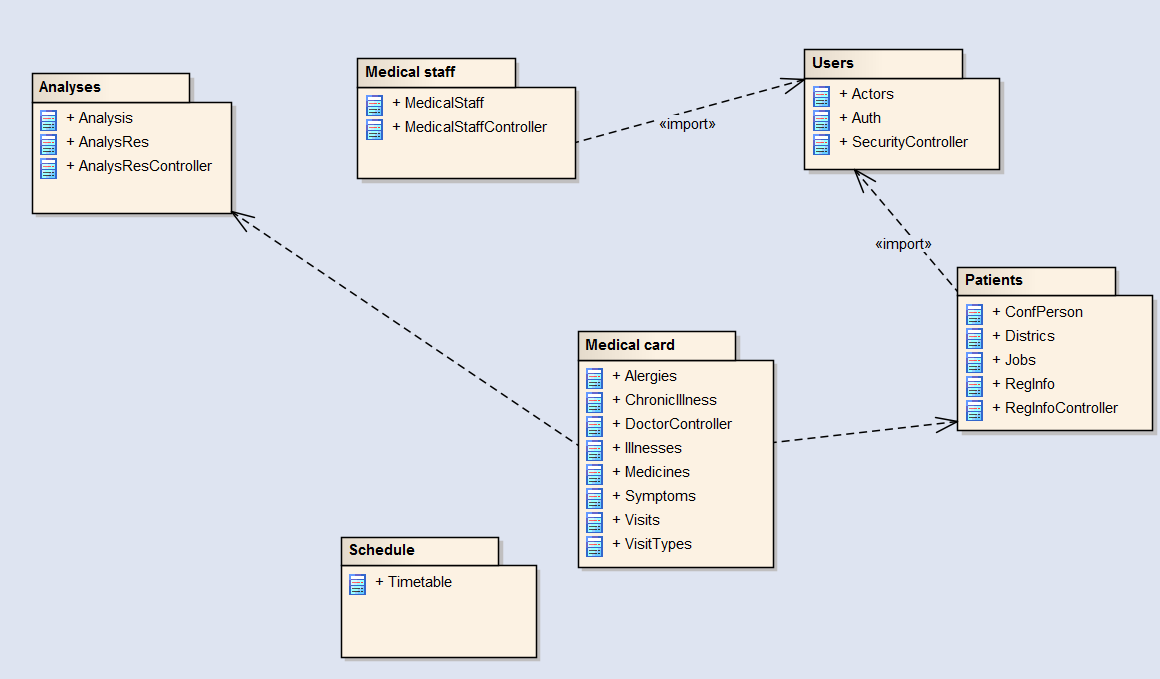 Analyses
+ Analysis
+ AnalysRes
+ AnalysResController
Medical staff
+ MedicalStaff
+ MedicalStaffController
«import»
Users
+ Actors
+ Auth
+ SecurityController
«import»
Patients
+ ConfPerson
+ Districs
+ Jobs
+ RegInfo
+ RegInfoController
Medical card
+ Alergies
+ ChronicIllness
+ DoctorController
+ Illnesses
+ Medicines
+ Symptoms
+ Visits
+ VisitTypes
Schedule
+ Timetable